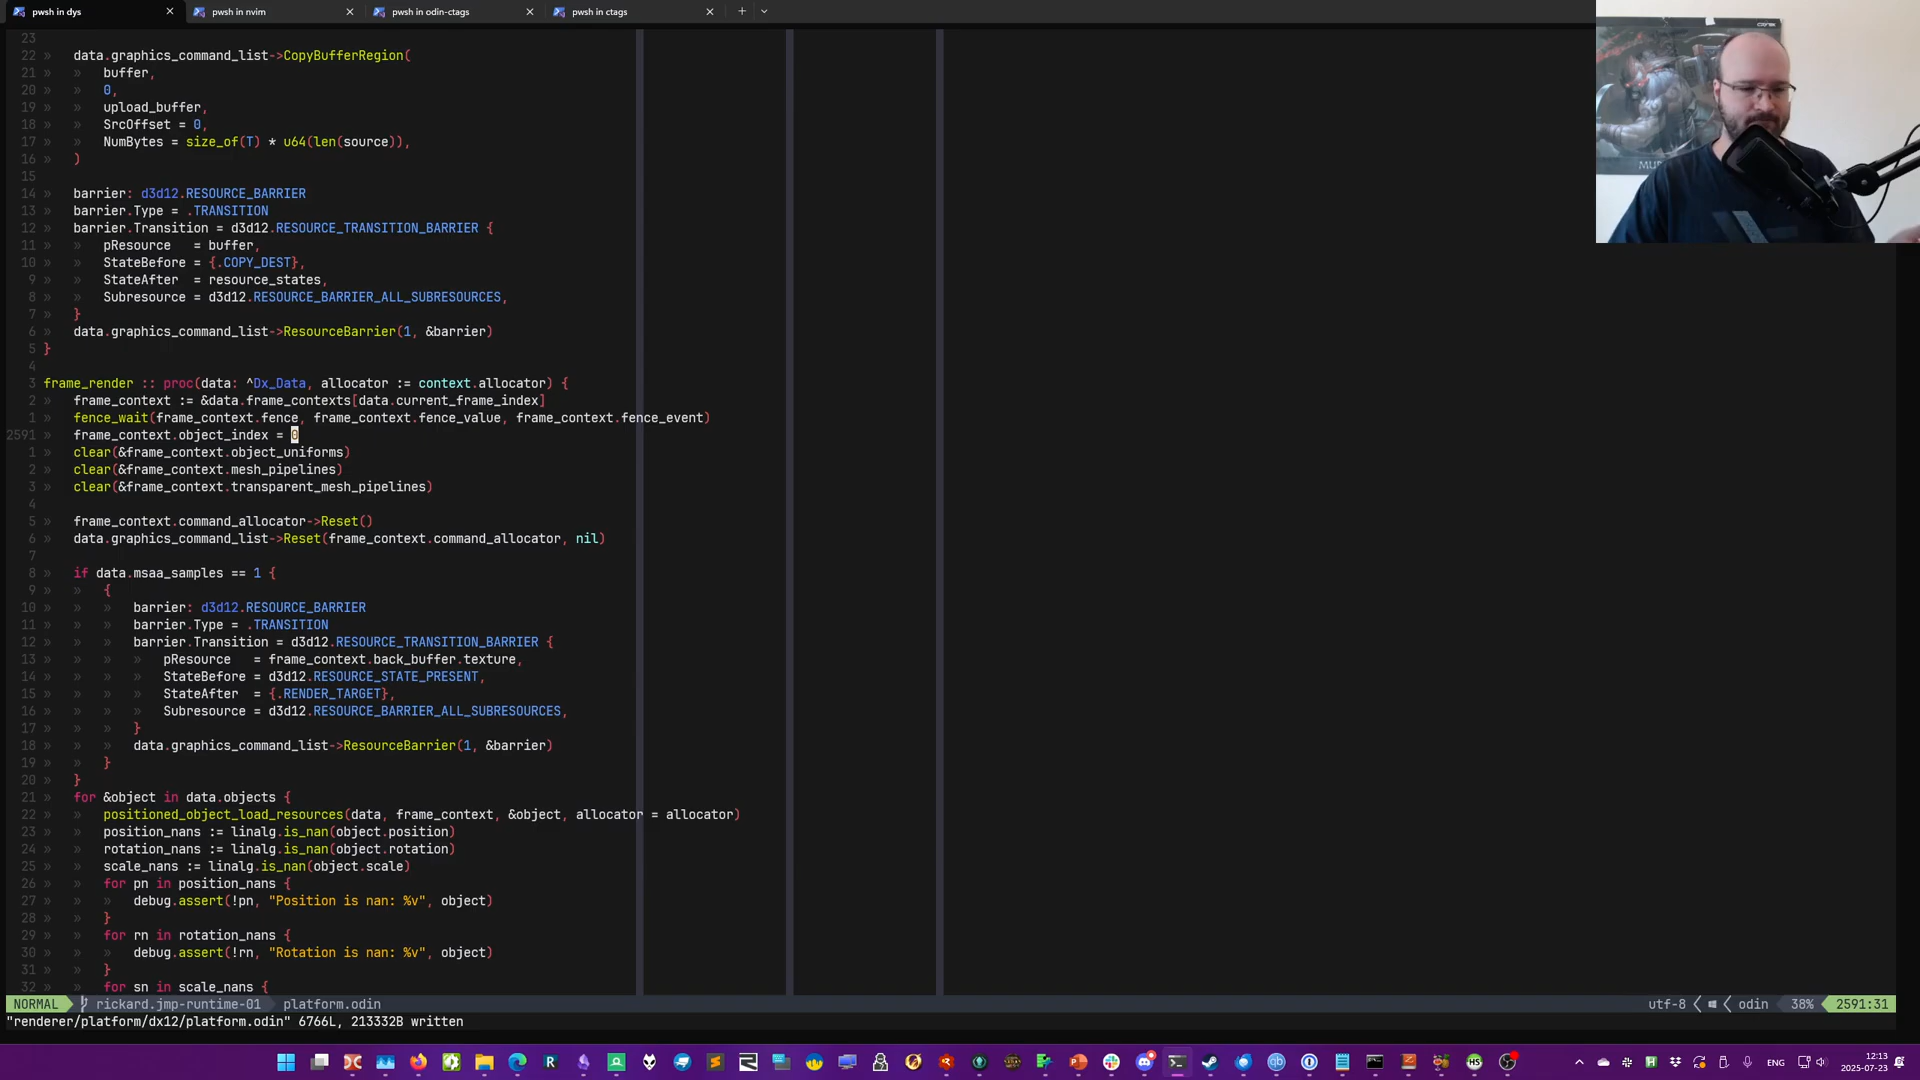 pwsh in dys
pwsh in nvim
pwsh in odin-ctags
pwsh in ctags
23
22 » data.graphics_command_list->CopyBufferRegion(
21 » » buffer,
20 » » 0,
19 » » upload_buffer,
18 » » SrcOffset = 0,
17 » » NumBytes = size_of(T) * u64(len(source)),
16 » )
15
14 » barrier: d3d12.RESOURCE_BARRIER
13 » barrier.Type = .TRANSITION
12 » barrier.Transition = d3d12.RESOURCE_TRANSITION_BARRIER {
11 » » pResource = buffer,
10 » » StateBefore = {.COPY_DEST},
9 » » StateAfter = resource_states,
8 » » Subresource = d3d12.RESOURCE_BARRIER_ALL_SUBRESOURCES,
7 » }
6 » data.graphics_command_list->ResourceBarrier(1, &barrier)
5 }
4
3 frame_render :: proc(data: ^Dx_Data, allocator := context.allocator) {
2 » frame_context := &data.frame_contexts[data.current_frame_index]
1 » fence_wait(frame_context.fence, frame_context.fence_value, frame_context.fence_event)
2591 frame_context.object_index = 0
1 » clear(&frame_context.object_uniforms)
2 » clear(&frame_context.mesh_pipelines)
3 » clear(&frame_context.transparent_mesh_pipelines)
4
5 » frame_context.command_allocator->Reset()
6 » data.graphics_command_list->Reset(frame_context.command_allocator, nil)
7
8 » if data.msaa_samples == 1 {
9 » » {
10 » » » barrier: d3d12.RESOURCE_BARRIER
11 » » » barrier.Type = .TRANSITION
12 » » » barrier.Transition = d3d12.RESOURCE_TRANSITION_BARRIER {
13 » » » » pResource = frame_context.back_buffer.texture,
14 » » » » StateBefore = d3d12.RESOURCE_STATE_PRESENT,
15 » » » » StateAfter = {.RENDER_TARGET},
16 » » » » Subresource = d3d12.RESOURCE_BARRIER_ALL_SUBRESOURCES,
17 » » » }
18 » » » data.graphics_command_list->ResourceBarrier(1, &barrier)
19 » » }
20 » }
21 » for &object in data.objects {
22 » » positioned_object_load_resources(data, frame_context, &object, allocator = allocator)
23 » » position_nans := linalg.is_nan(object.position)
24 » » rotation_nans := linalg.is_nan(object.rotation)
25 » » scale_nans := linalg.is_nan(object.scale)
26 » » for pn in position_nans {
27 » » » debug.assert(!pn, "Position is nan: %v", object)
28 » » }
29 » » for rn in rotation_nans {
30 » » » debug.assert(!rn, "Rotation is nan: %v", object)
31 » » }
32 » » for sn in scale_nans {
NORMAL rickard.jmp-runtime-01 platform.odin utf-8 odin 38% 2591:31
"renderer/platform/dx12/platform.odin" 6766L, 213332B written
ENG
12:13
2025-07-23